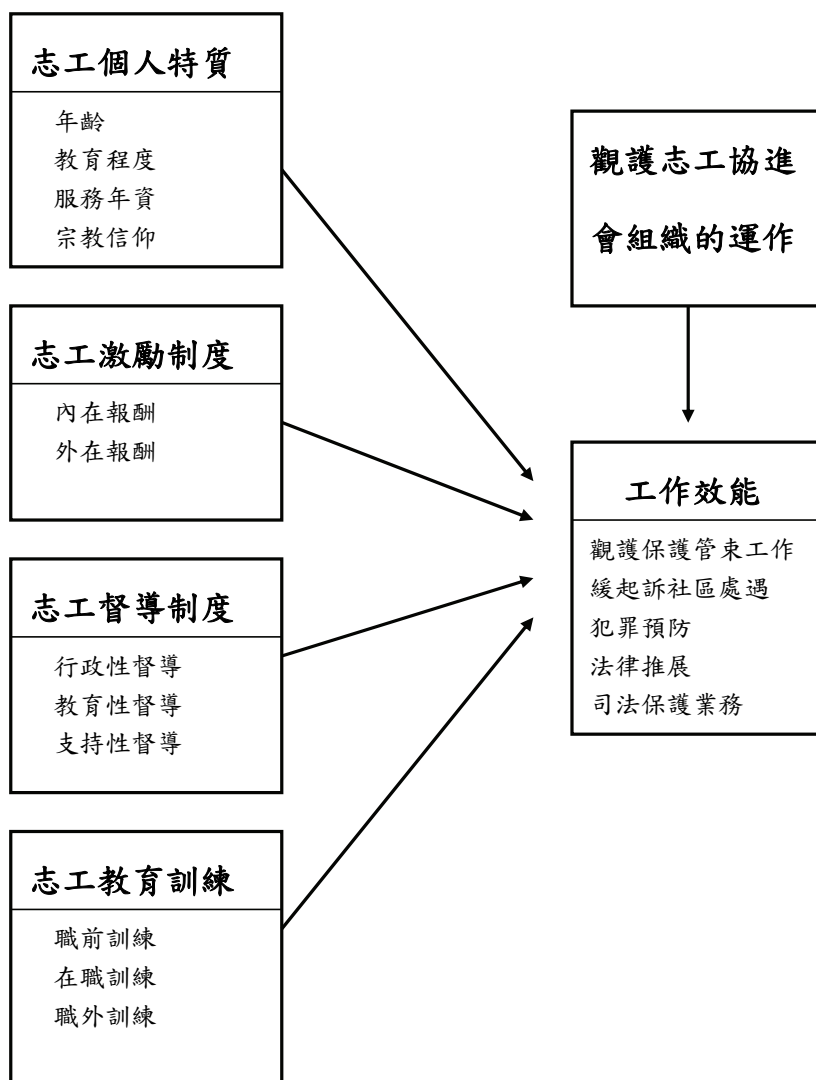 志工個人特質
年齡
教育程度
服務年資
宗教信仰
志工激勵制度
內在報酬
外在報酬
志工督導制度
行政性督導
教育性督導
支持性督導
志工教育訓練
職前訓練
在職訓練
職外訓練
觀護志工協進
會組織的運作
工作效能
觀護保護管束工作
緩起訴社區處遇
犯罪預防
法律推展
司法保護業務